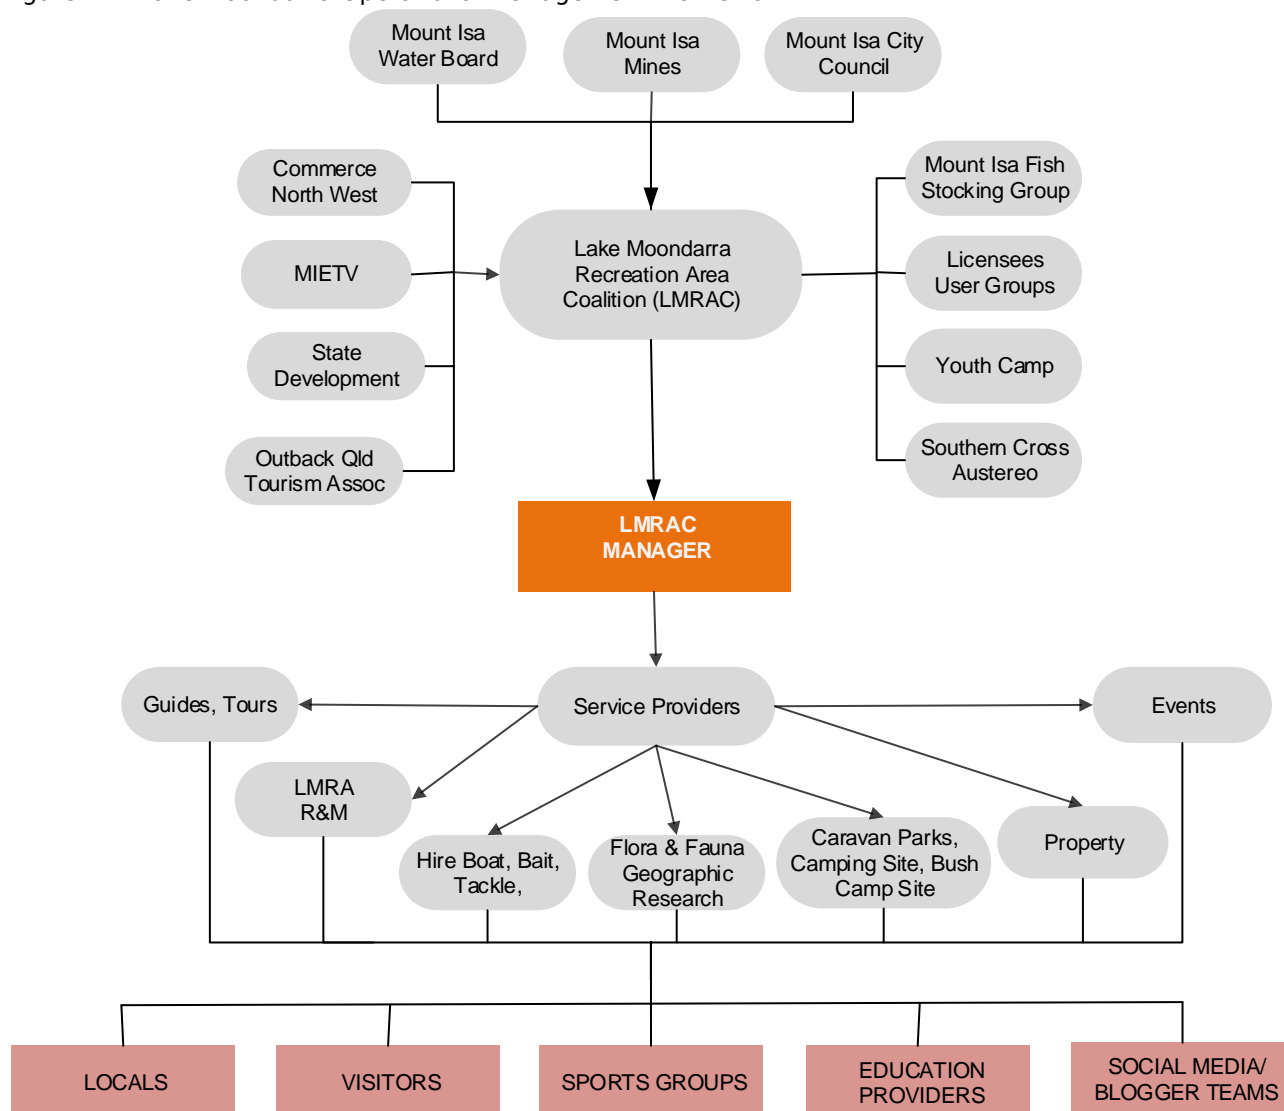 Mount Isa
Water Board
Mount Isa
Mines
Mount Isa City
Council
Commerce
North West
MIETV
State
Development
Outback Qld
Tourism Assoc
Lake Moondarra
Recreation Area
Coalition (LMRAC)
Mount Isa Fish
Stocking Group
Licensees
User Groups
Youth Camp
Southern Cross
Austereo
LMRAC
MANAGER
Guides, Tours
Service Providers
Events
LMRA
R&M
Hire Boat, Bait,
Tackle,
Flora & Fauna
Geographic
Research
Caravan Parks,
Camping Site, Bush
Camp Site
Property
LOCALS
VISITORS
SPORTS GROUPS
EDUCATION
PROVIDERS
SOCIAL MEDIA/
BLOGGER TEAMS